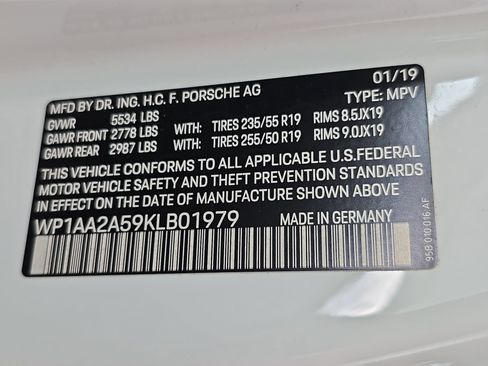 MFD BY DR. ING. H.C. F. PORSCHE AG 01/19
GVWR 5534 LBS TYPE: MPV
GAWR FRONT 2778 LBS WITH: TIRES 235/55 R19 RIMS 8.5JX19
GAWR REAR 2987 LBS WITH: TIRES 255/50 R19 RIMS 9.0JX19
THIS VEHICLE CONFORMS TO ALL APPLICABLE U.S.FEDERAL
MOTOR VEHICLE SAFETY AND THEFT PREVENTION STANDARDS
IN EFFECT ON THE DATE OF MANUFACTURE SHOWN ABOVE.
WP1AA2A59KLB01979 MADE IN GERMANY
958 010 016 AF